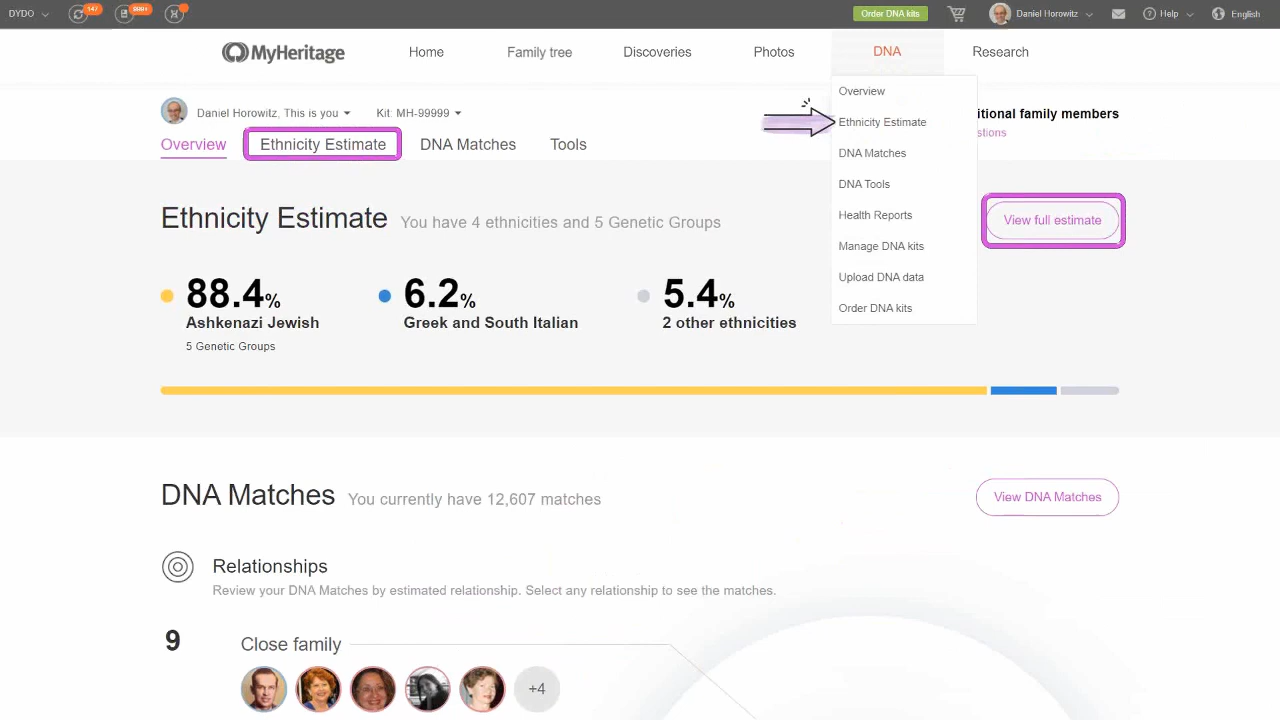 DYDO 147 999+ Order DNA kits Daniel Horowitz Help English
MyHeritage Home Family tree Discoveries Photos DNA Research
Overview
Daniel Horowitz, This is you Kit: MH-99999 itional family members
Ethnicity Estimate
stions
Overview Ethnicity Estimate DNA Matches Tools
DNA Matches
DNA Tools
Health Reports
Ethnicity Estimate You have 4 ethnicities and 5 Genetic Groups View full estimate
Manage DNA kits
Upload DNA data
88.4% 6.2% 5.4%
Order DNA kits
Ashkenazi Jewish Greek and South Italian 2 other ethnicities
5 Genetic Groups
DNA Matches You currently have 12,607 matches View DNA Matches
Relationships
Review your DNA Matches by estimated relationship. Select any relationship to see the matches.
9 Close family
+4